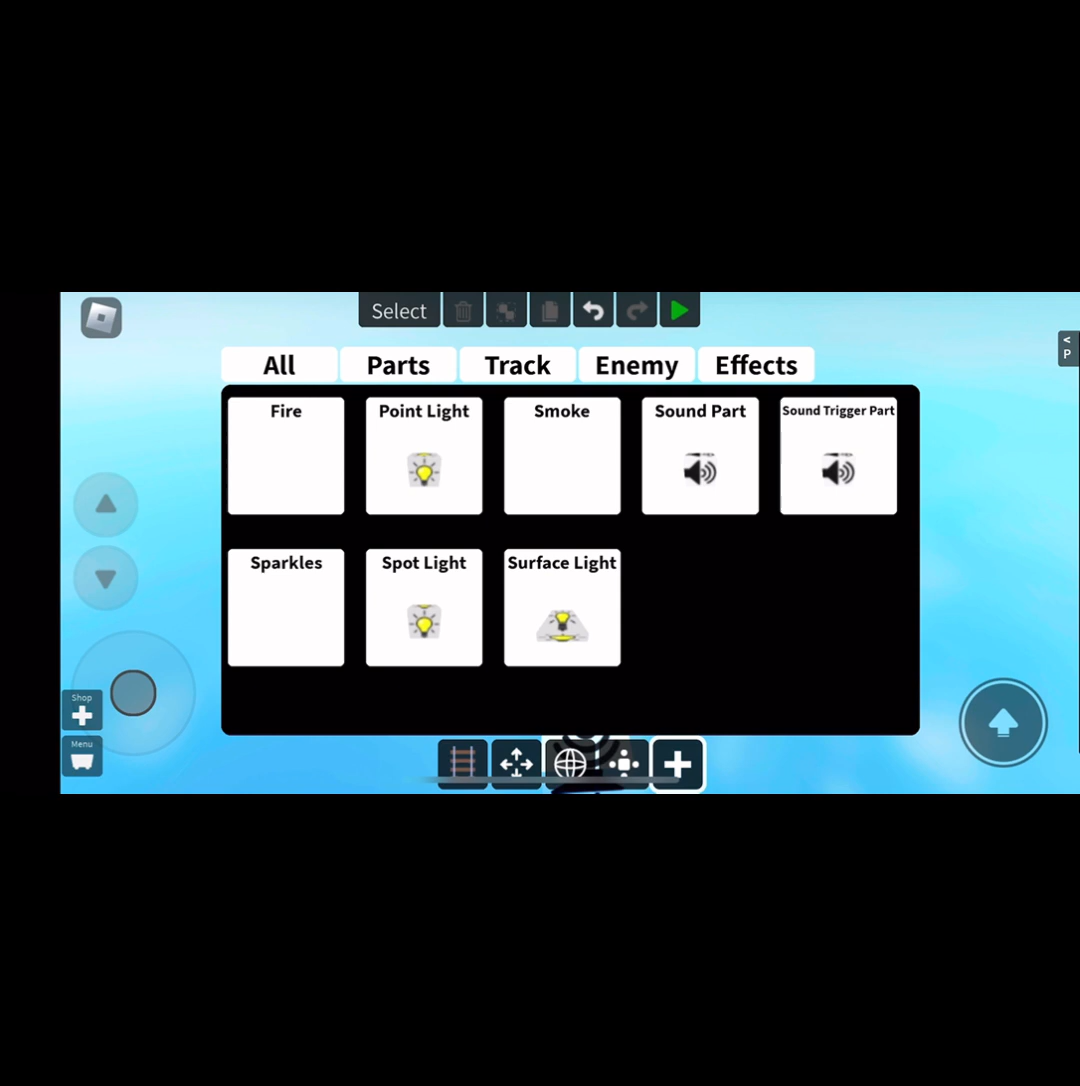 Select
All Parts Track Enemy Effects
Fire Point Light Smoke Sound Part Sound Trigger Part
Sparkles Spot Light Surface Light
Shop
Menu
<
P